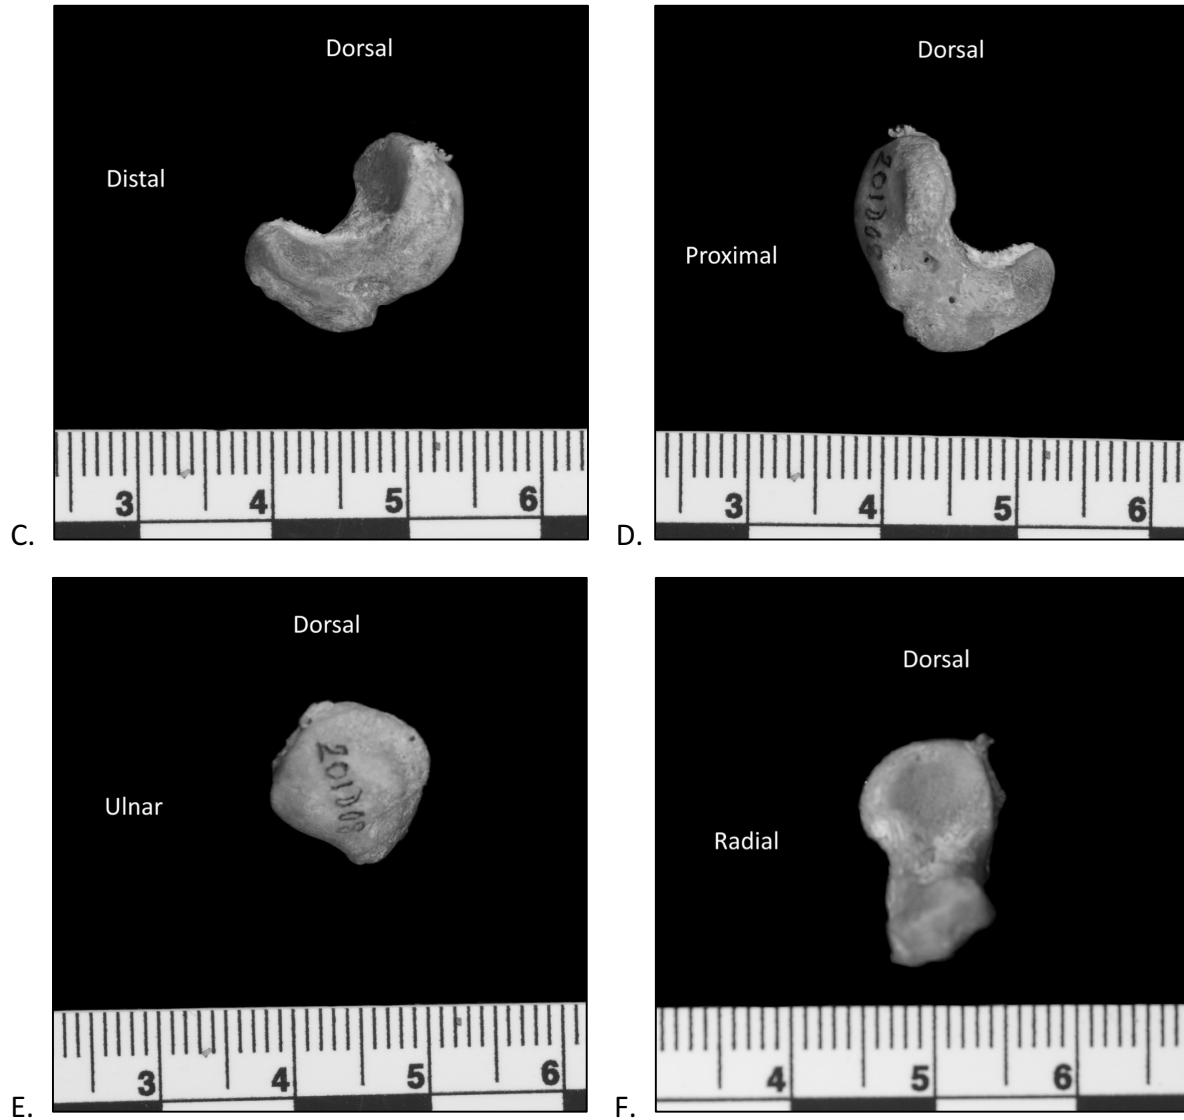 Dorsal
Distal
3 4 5 6
C.
Dorsal
201D08
Proximal
3 4 5 6
D.
Dorsal
201D08
Ulnar
3 4 5 6
E.
Dorsal
Radial
4 5 6
F.